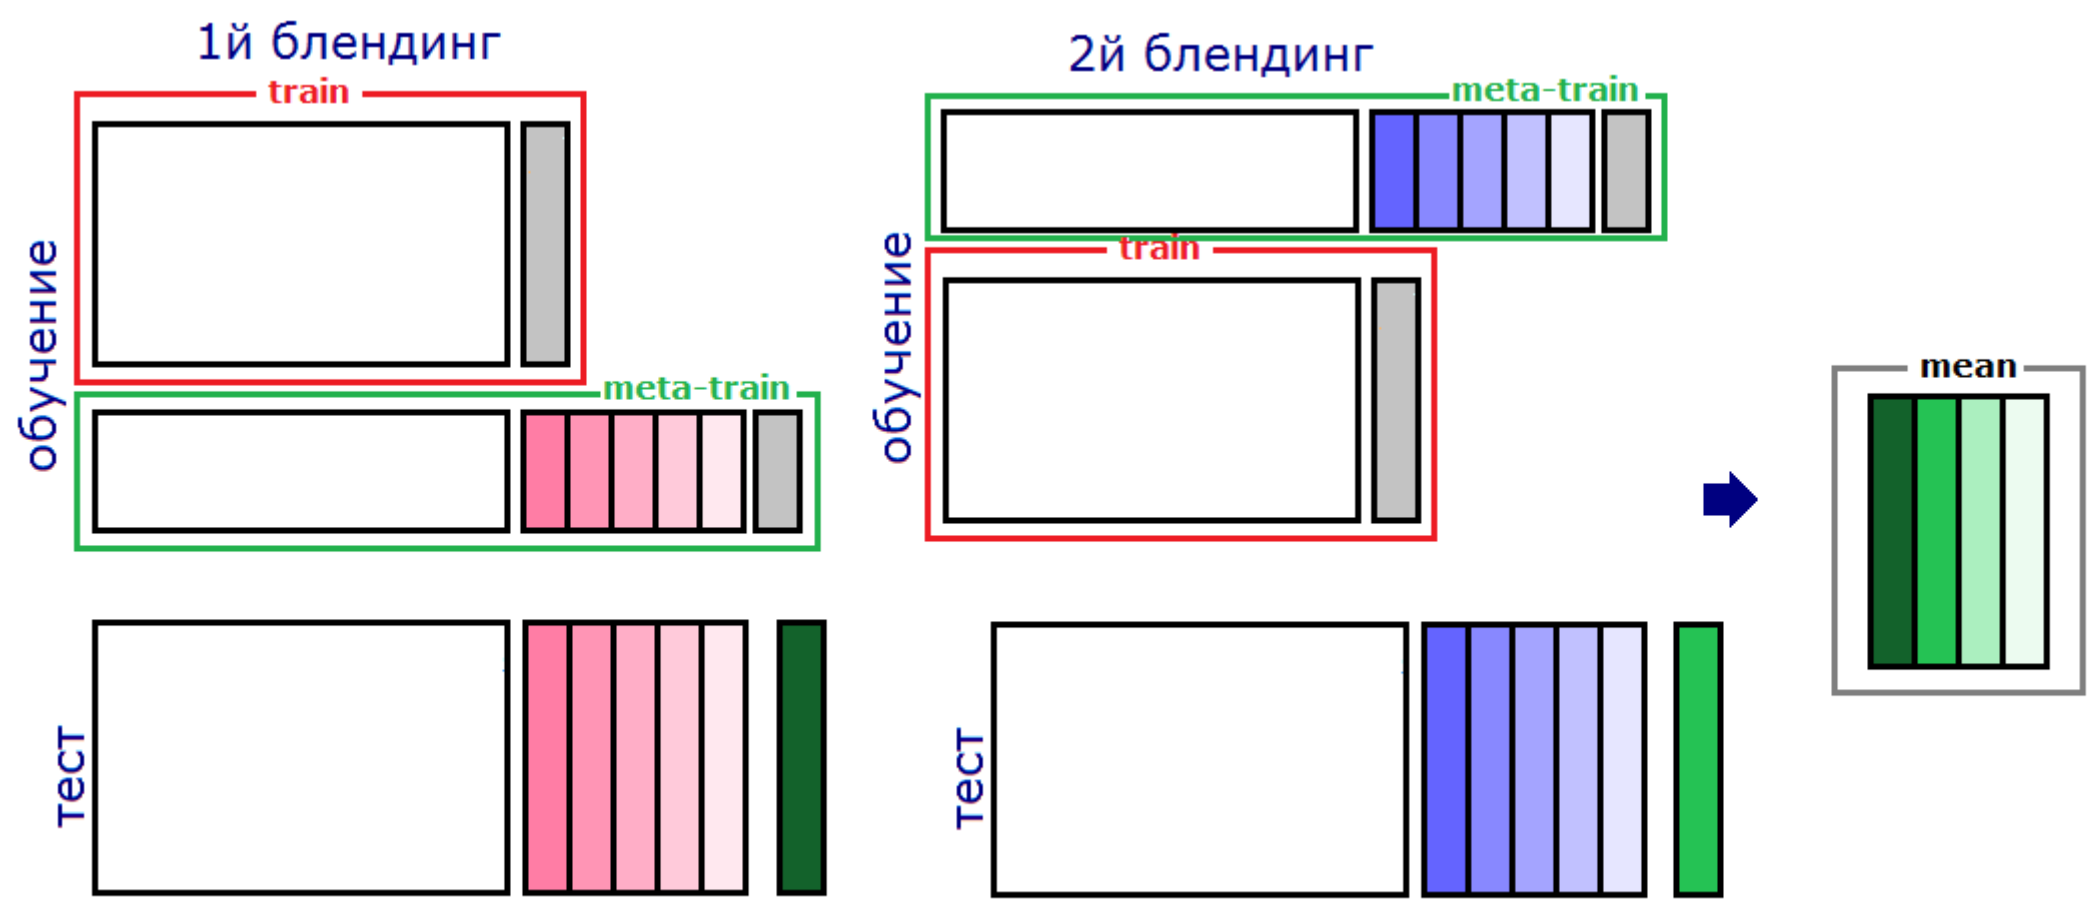 1й блендинг
train
обучение
meta-train
тест
2й блендинг
meta-train
обучение
train
тест
mean